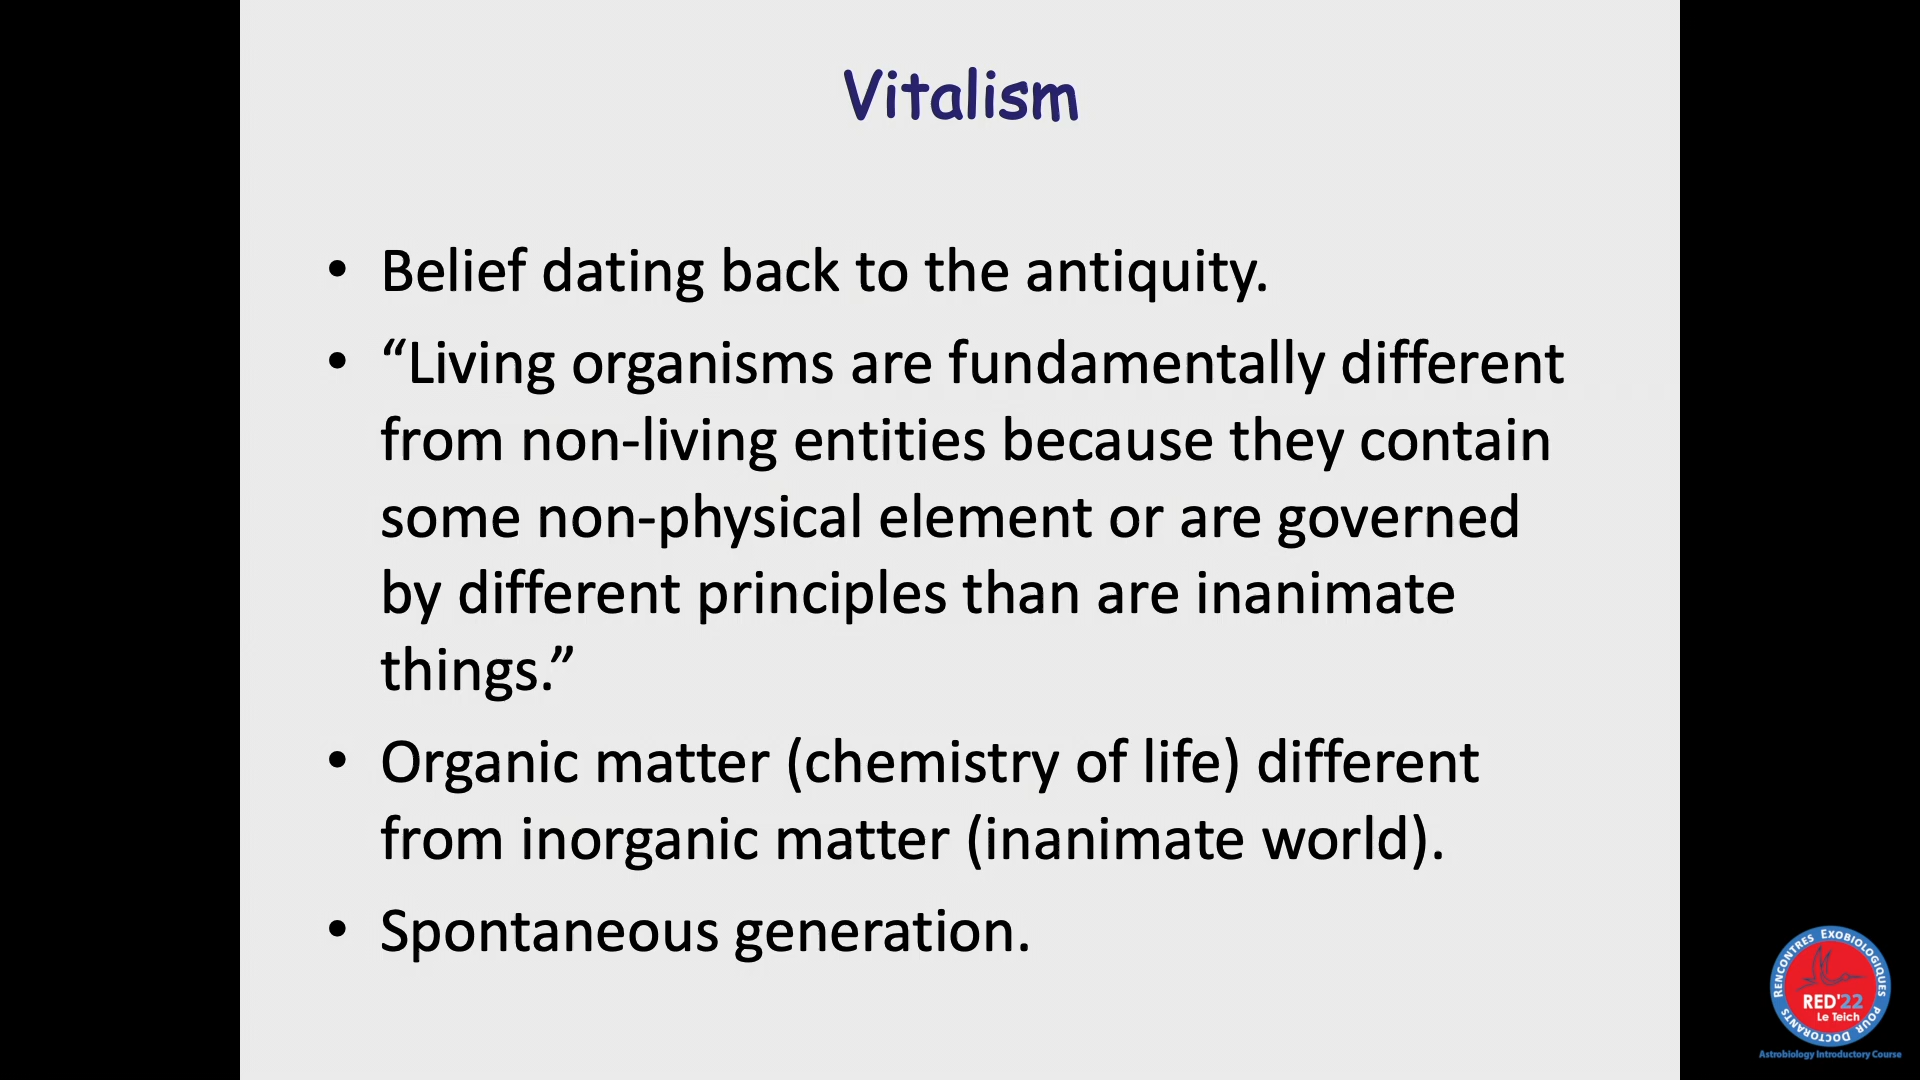 Vitalism
• Belief dating back to the antiquity.
• “Living organisms are fundamentally different
from non-living entities because they contain
some non-physical element or are governed
by different principles than are inanimate
things.”
• Organic matter (chemistry of life) different
from inorganic matter (inanimate world).
• Spontaneous generation.
RENCONTRES EXOBIOLOGIQUES POUR DOCTORANTS
RED'22
Le Teich
Astrobiology Introductory Course